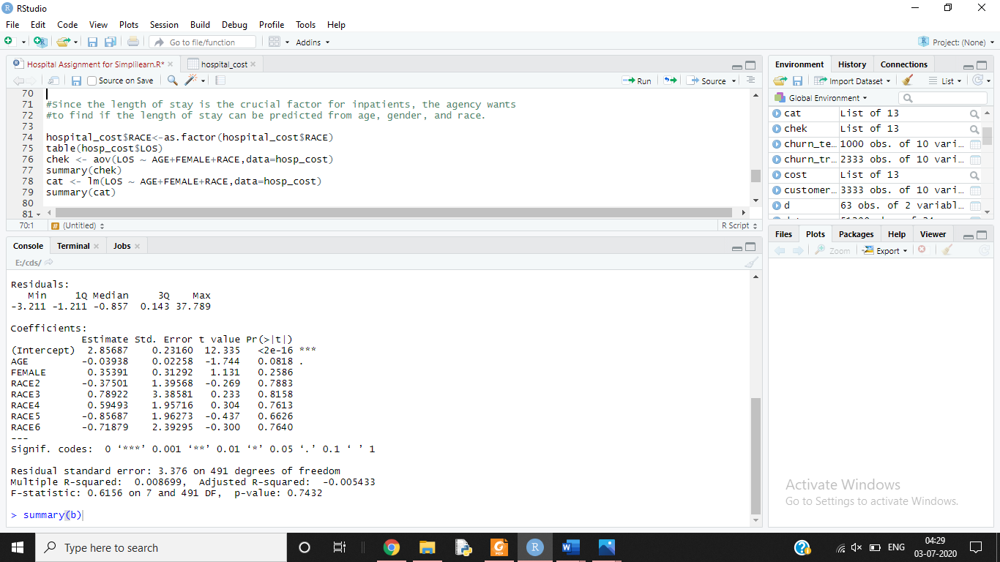 RStudio
File Edit Code View Plots Session Build Debug Profile Tools Help
Go to file/function Addins Project: (None)
Hospital Assignment for Simplilearn.R* hospital_cost
Source on Save Run Source
70
71 #Since the length of stay is the crucial factor for inpatients, the agency wants
72 #to find if the length of stay can be predicted from age, gender, and race.
73
74 hospital_cost$RACE<-as.factor(hospital_cost$RACE)
75 table(hosp_cost$LOS)
76 chek <- aov(LOS ~ AGE+FEMALE+RACE,data=hosp_cost)
77 summary(chek)
78 cat <- lm(LOS ~ AGE+FEMALE+RACE,data=hosp_cost)
79 summary(cat)
80
81
70:1 # (Untitled) R Script
Console Terminal Jobs
E:/cds/
Residuals:
Min 1Q Median 3Q Max
-3.211 -1.211 -0.857 0.143 37.789
Coefficients:
Estimate Std. Error t value Pr(>|t|)
(Intercept) 2.85687 0.23160 12.335 <2e-16 ***
AGE -0.03938 0.02258 -1.744 0.0818 .
FEMALE 0.35391 0.31292 1.131 0.2586
RACE2 -0.37501 1.39568 -0.269 0.7883
RACE3 0.78922 3.38581 0.233 0.8158
RACE4 0.59493 1.95716 0.304 0.7613
RACE5 -0.85687 1.96273 -0.437 0.6626
RACE6 -0.71879 2.39295 -0.300 0.7640
---
Signif. codes: 0 ‘***’ 0.001 ‘**’ 0.01 ‘*’ 0.05 ‘.’ 0.1 ‘ ’ 1
Residual standard error: 3.376 on 491 degrees of freedom
Multiple R-squared: 0.008699, Adjusted R-squared: -0.005433
F-statistic: 0.6156 on 7 and 491 DF, p-value: 0.7432
> summary(b)
Environment History Connections
Import Dataset List
Global Environment
cat List of 13
chek List of 13
churn_te… 1000 obs. of 10 vari…
churn_tr… 2333 obs. of 10 vari…
cost List of 13
customer… 3333 obs. of 10 vari…
d 63 obs. of 2 variabl…
Files Plots Packages Help Viewer
Zoom Export
Activate Windows
Go to Settings to activate Windows.
Type here to search
ENG
04:29
03-07-2020